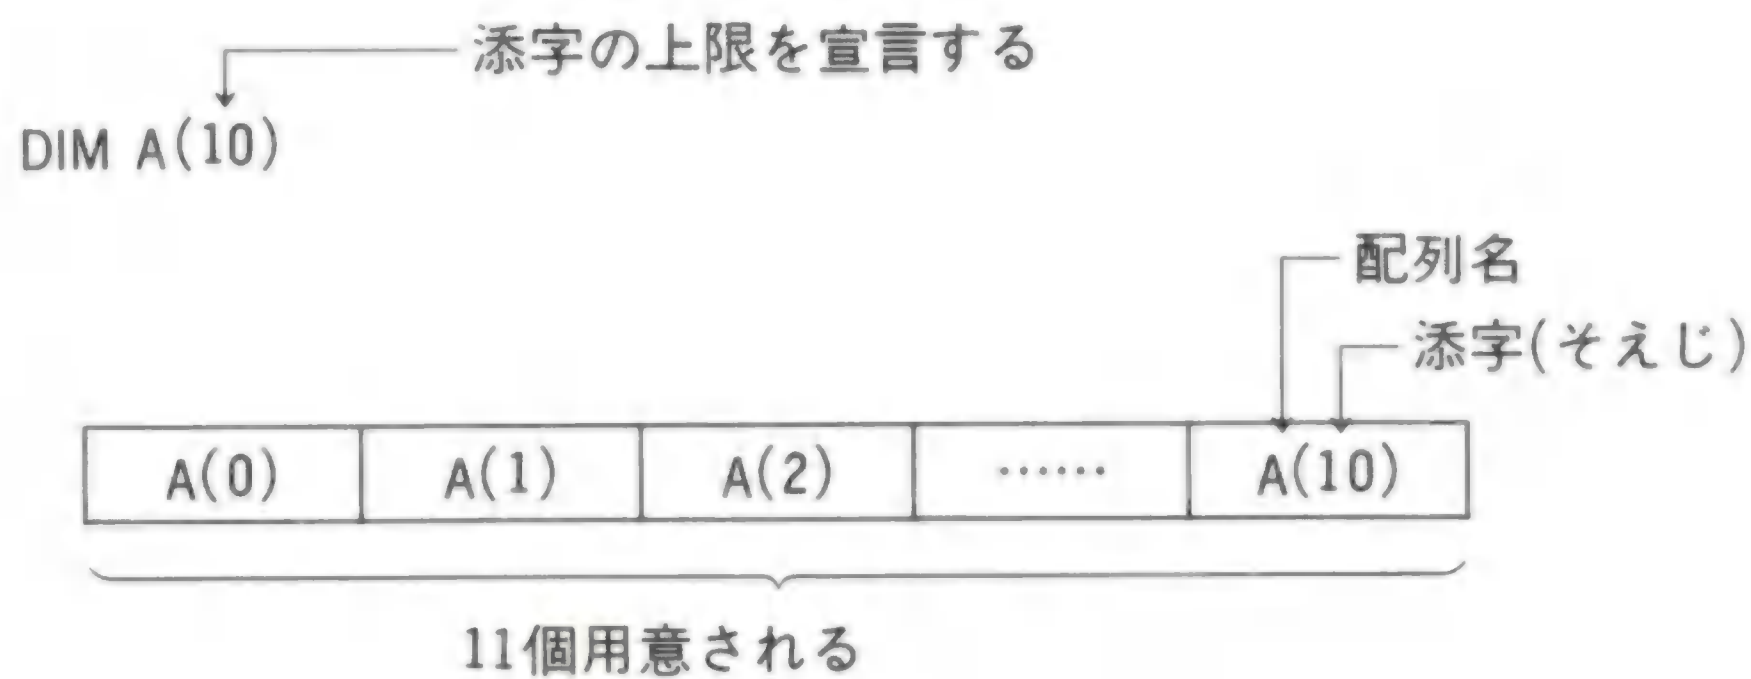 添字の上限を宣言する
DIM A(10)
配列名
添字(そえじ)
A(0) A(1) A(2) …… A(10)
11個用意される